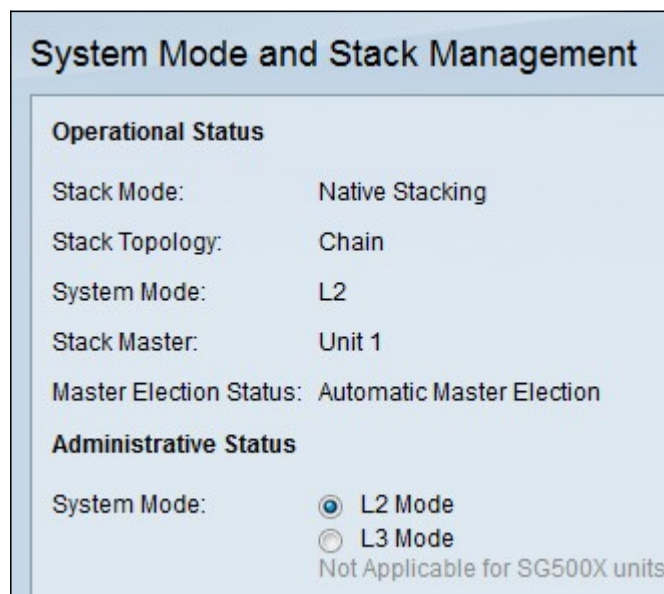 System Mode and Stack Management
Operational Status
Stack Mode: Native Stacking
Stack Topology: Chain
System Mode: L2
Stack Master: Unit 1
Master Election Status: Automatic Master Election
Administrative Status
System Mode: L2 Mode
L3 Mode
Not Applicable for SG500X units